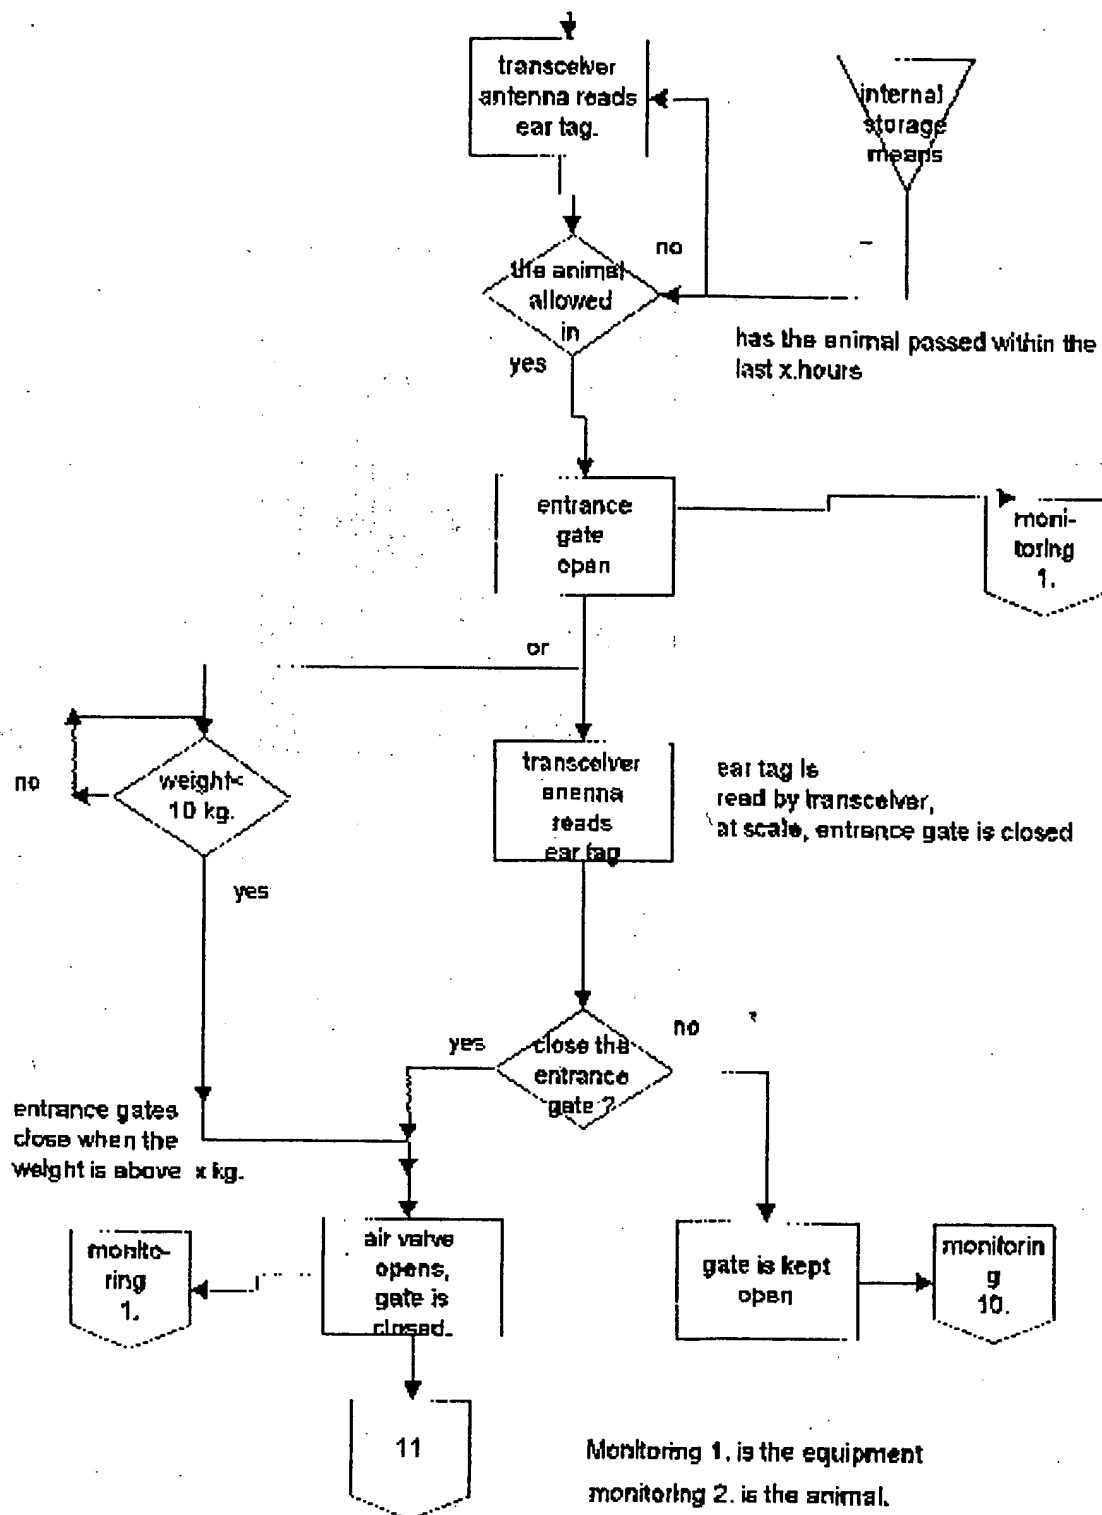 transceiver
antenna reads
ear tag.
internal
storage
means
no
the animal
allowed
in
yes
has the animal passed within the
last x.hours
entrance
gate
open
moni-
toring
1.
or
no
weight<
10 kg.
yes
transceiver
anenna
reads
ear tag
ear tag is
read by transceiver,
at scale, entrance gate is closed
yes
close the
entrance
gate ?
no
entrance gates
close when the
weight is above x kg.
monito-
ring
1.
air valve
opens,
gate is
closed.
gate is kept
open
monitorin
g
10.
11
Monitoring 1. is the equipment
monitoring 2. is the animal.